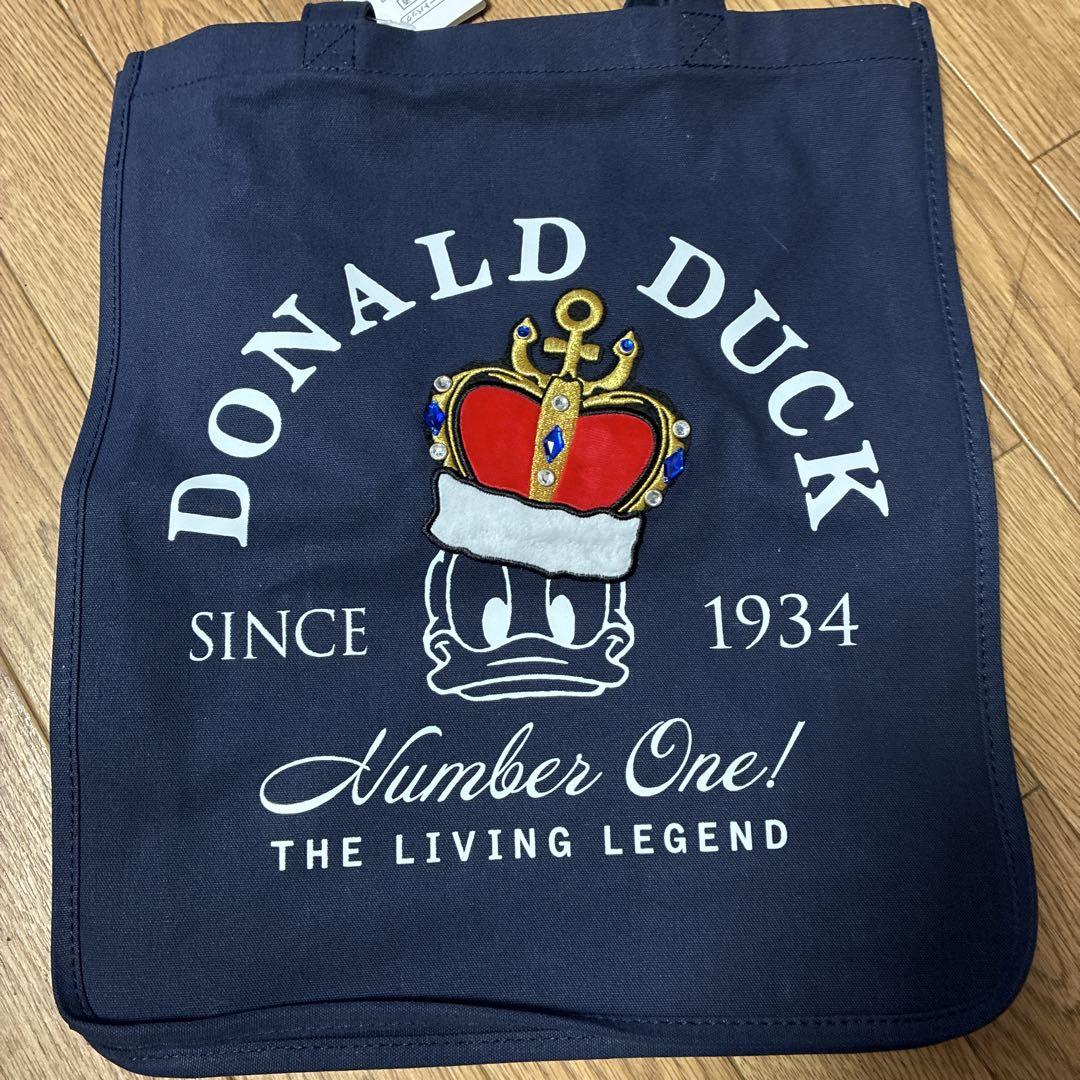 DONALD DUCK
SINCE 1934
Number One!
THE LIVING LEGEND